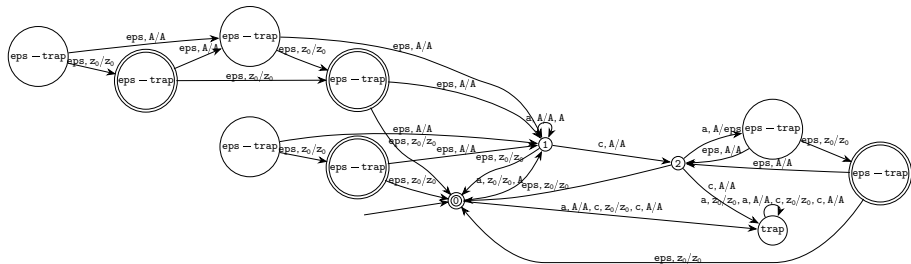 eps, A/A
eps, A/A
eps − trap
eps − trap
eps, z0/z0
eps, A/A
eps, z0/z0
eps − trap
eps, z0/z0
eps − trap
eps, A/A
a, A/A, A
a, A/eps
eps − trap
eps, A/A
eps, z0/z0
1
c, A/A
eps, z0/z0
eps − trap
eps, z0/z0
eps, A/A
eps, A/A
eps, z0/z0
2
eps, A/A
eps − trap
eps − trap
eps, z0/z0
a, z0/z0, A
eps, z0/z0
c, A/A
0
a, z0/z0, a, A/A, c, z0/z0, c, A/A
a, A/A, c, z0/z0, c, A/A
trap
eps, z0/z0